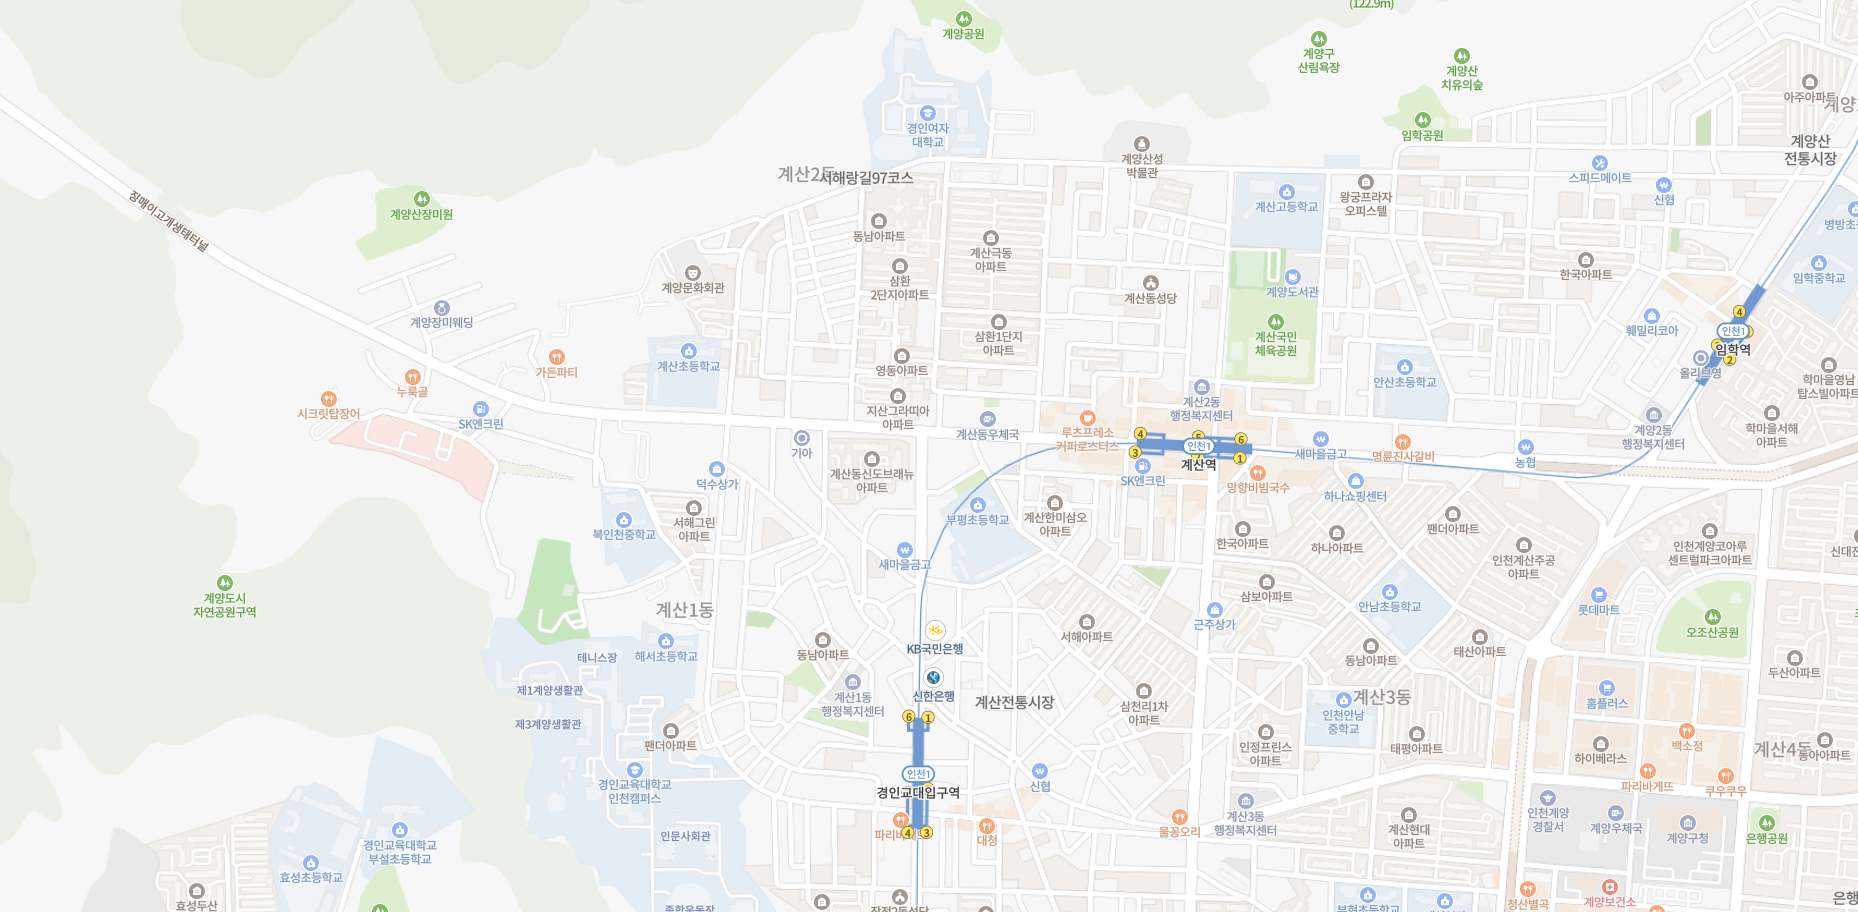 (122.9m)
계양공원
계양구
산림욕장
계양산
치유의숲
아주아파트
임학공원
계양산
전통시장
경인여자
대학교
계양산성
박물관
스피드메이트
신협
계산2동
서해랑길97코스
왕궁프라자
오피스텔
계산고등학교
징매이고개생태터널
계양산장미원
동남아파트
계산극동
아파트
삼환
2단지아파트
계양문화회관
계산동성당
계양도서관
한국아파트
임학중학교
계양장미웨딩
삼환1단지
아파트
계산국민
체육공원
훼밀리코아
4
인천1
임학역
2
올리브영
계산초등학교
가든파티
영동아파트
안산초등학교
학마을영남
탑스빌아파트
누룩골
시크릿탑장어
SK엔크린
지산그라띠아
아파트
계산2동
행정복지센터
계산동우체국
루츠프레소
커피로스터스
기아
4
3
5
인천1
6
1
계산역
새마을금고
명륜진사갈비
농협
계양2동
행정복지센터
학마을서해
아파트
계산동신도브래뉴
아파트
덕수상가
SK엔크린
망향비빔국수
하나쇼핑센터
북인천중학교
서해그린
아파트
부평초등학교
계산한미삼오
아파트
한국아파트
하나아파트
팬더아파트
인천계산주공
아파트
인천계양코아루
센트럴파크아파트
새마을금고
계양도시
자연공원구역
계산1동
삼보아파트
안남초등학교
롯데마트
오조산공원
근주상가
서해아파트
KB국민은행
동남아파트
해서초등학교
테니스장
동남아파트
태산아파트
두산아파트
제1계양생활관
제3계양생활관
계산1동
행정복지센터
신한은행
계산전통시장
삼천리1차
아파트
인천안남
중학교
계산3동
홈플러스
6
1
팬더아파트
인정프린스
아파트
태평아파트
하이베라스
백소정
계산4동
동아아파트
경인교육대학교
인천캠퍼스
인천1
경인교대입구역
신협
파리바게뜨
쿠우쿠우
4
3
대청
물꽁오리
계산3동
행정복지센터
계산현대
아파트
인천계양
경찰서
계양우체국
계양구청
은행공원
인문사회관
경인교육대학교
부설초등학교
효성초등학교
효성두산
청산별곡
계양보건소